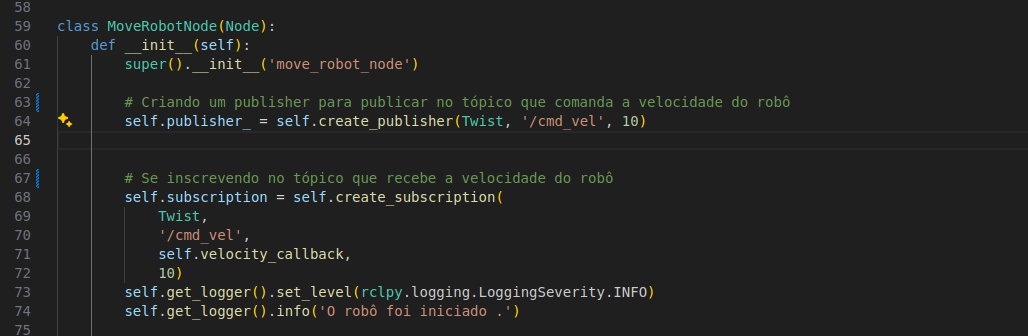 58
59 class MoveRobotNode(Node):
60 def __init__(self):
61 super().__init__('move_robot_node')
62
63 # Criando um publisher para publicar no tópico que comanda a velocidade do robô
64 self.publisher_ = self.create_publisher(Twist, '/cmd_vel', 10)
65
66
67 # Se inscrevendo no tópico que recebe a velocidade do robô
68 self.subscription = self.create_subscription(
69 Twist,
70 '/cmd_vel',
71 self.velocity_callback,
72 10)
73 self.get_logger().set_level(rclpy.logging.LoggingSeverity.INFO)
74 self.get_logger().info('O robô foi iniciado .')
75